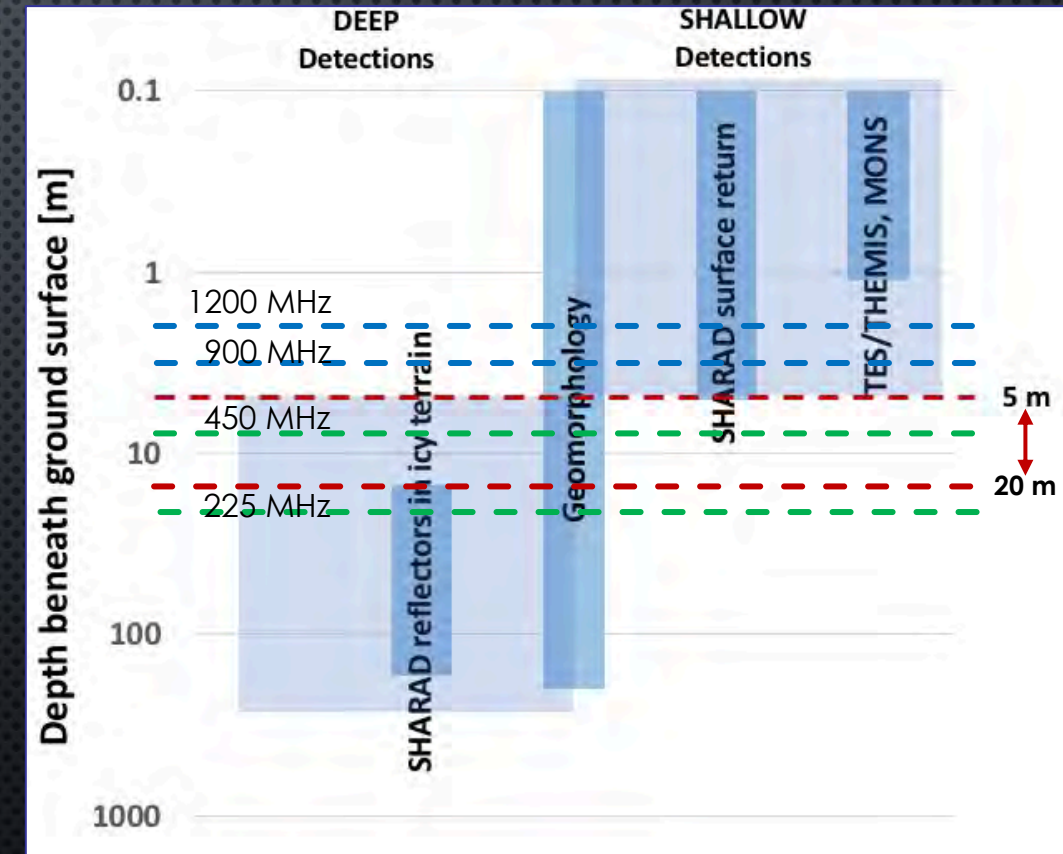 DEEP
Detections
SHALLOW
Detections
Depth beneath ground surface [m]
0.1
1
10
100
1000
1200 MHz
900 MHz
450 MHz
225 MHz
SHARAD reflectors in icy terrain
Geomorphology
SHARAD surface return
TES/THEMIS, MONS
5 m
20 m